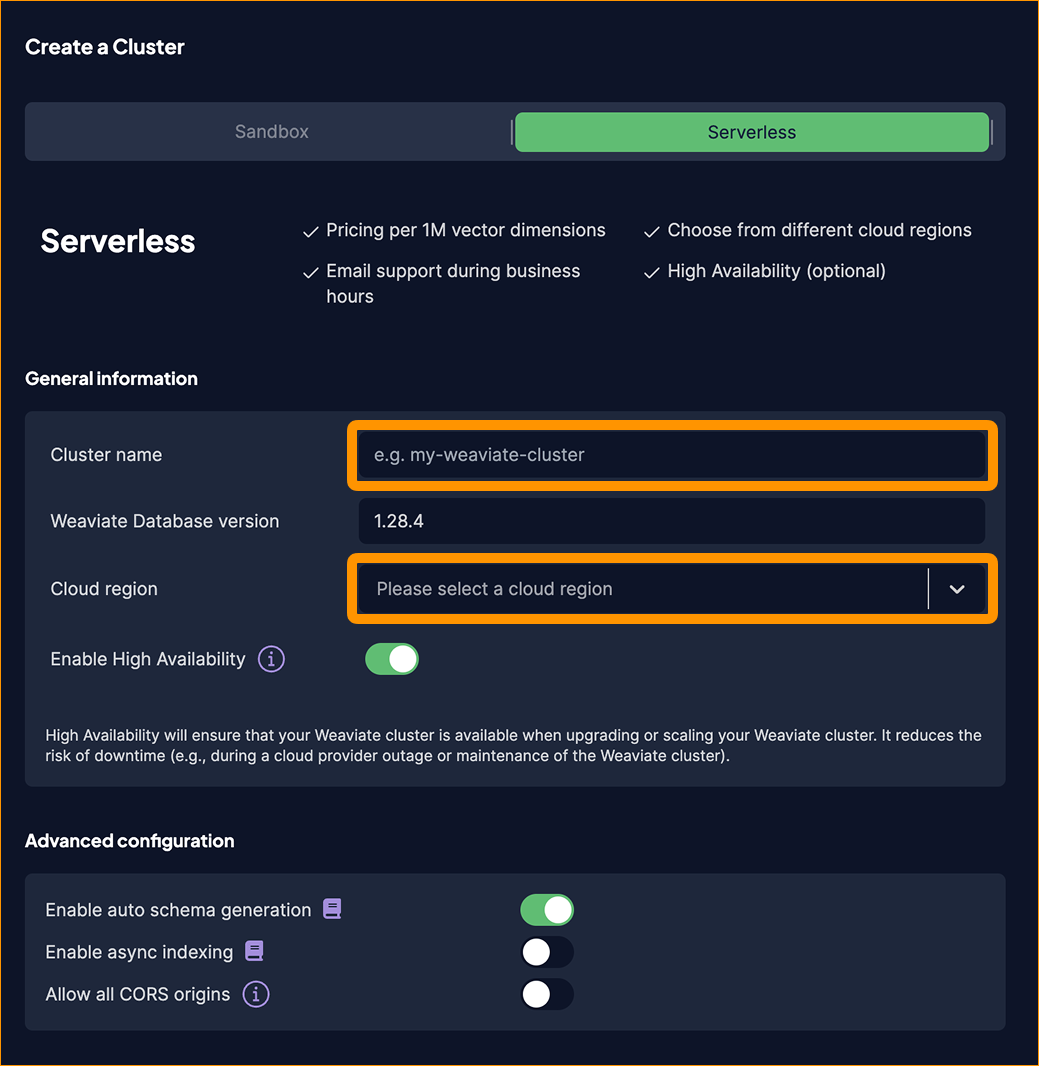 Create a Cluster
Sandbox
Serverless
Serverless
Pricing per 1M vector dimensions
Choose from different cloud regions
Email support during business
hours
High Availability (optional)
General information
Cluster name
e.g. my-weaviate-cluster
Weaviate Database version
1.28.4
Cloud region
Please select a cloud region
Enable High Availability
High Availability will ensure that your Weaviate cluster is available when upgrading or scaling your Weaviate cluster. It reduces the
risk of downtime (e.g., during a cloud provider outage or maintenance of the Weaviate cluster).
Advanced configuration
Enable auto schema generation
Enable async indexing
Allow all CORS origins